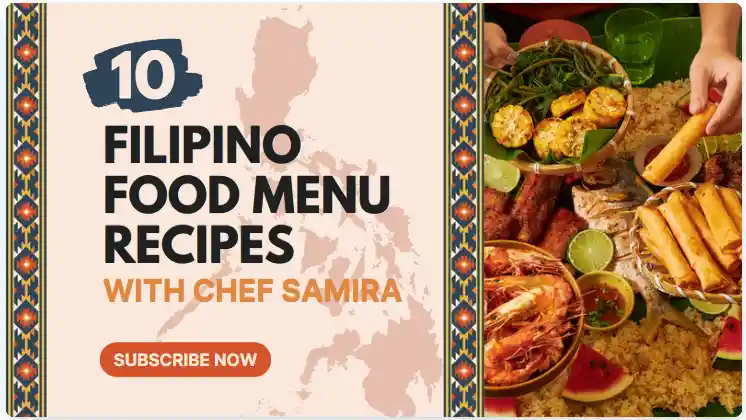 10
FILIPINO
FOOD MENU
RECIPES
WITH CHEF SAMIRA
SUBSCRIBE NOW